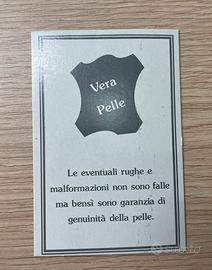 Vera
Pelle
Le eventuali rughe e
malformazioni non sono falle
ma bensì sono garanzia di
genuinità della pelle.